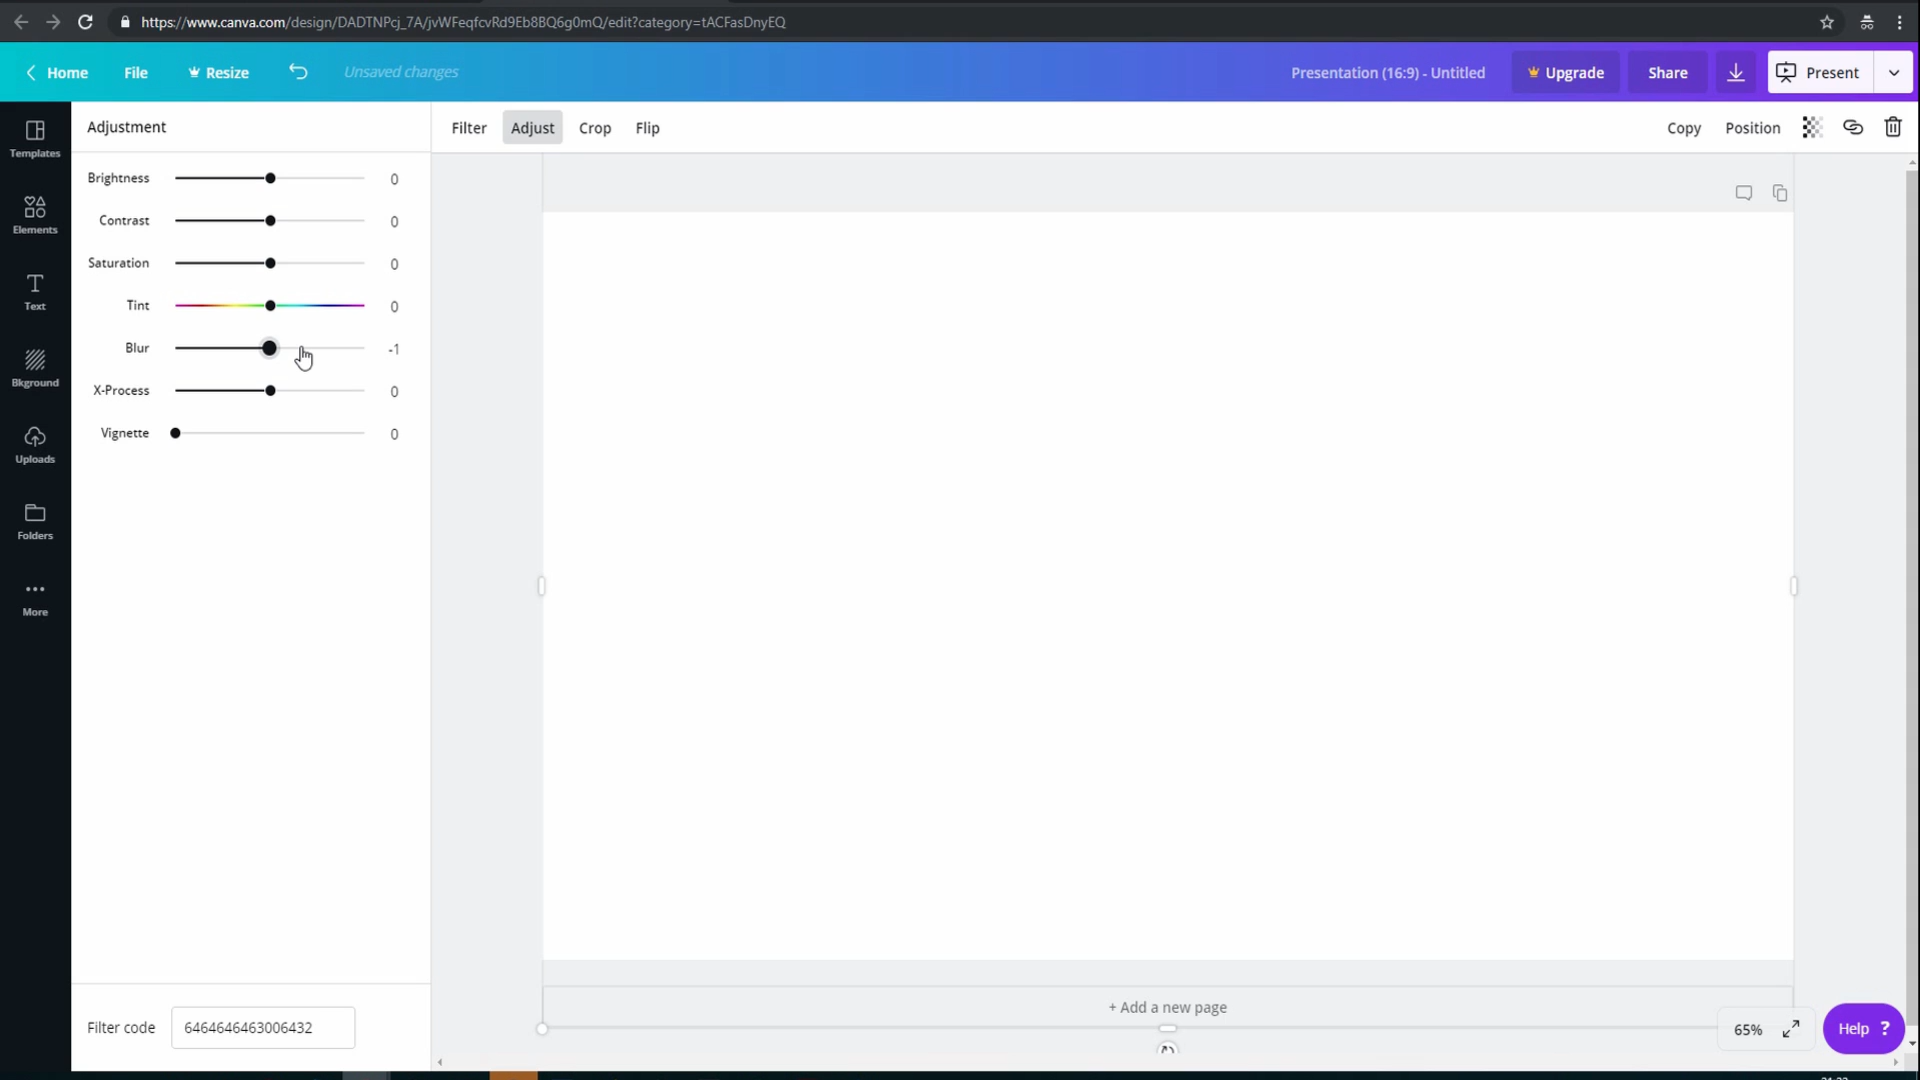 https://www.canva.com/design/DADTNPcj_7A/jvWFeqfcvRd9Eb8BQ6g0mQ/edit?category=tACFasDnyEQ
Home
File
Resize
Unsaved changes
Presentation (16:9) - Untitled
Upgrade
Share
Present
Templates
Elements
Text
Bkground
Uploads
Folders
More
Adjustment
Brightness 0
Contrast 0
Saturation 0
Tint 0
Blur -1
X-Process 0
Vignette 0
Filter code 6464646463006432
Filter
Adjust
Crop
Flip
Copy
Position
+ Add a new page
65%
Help ?